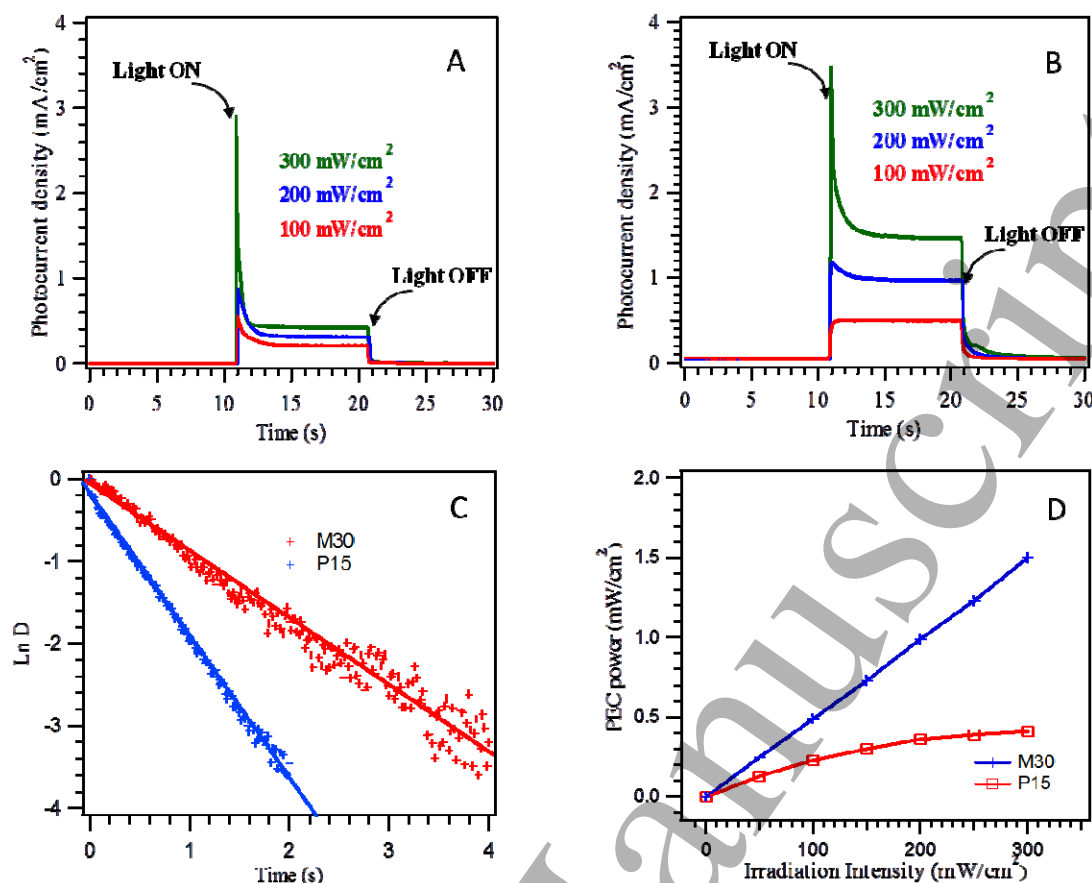 A
Photocurrent density (mA/cm²)
4
3
2
1
0
Light ON
300 mW/cm²
200 mW/cm²
100 mW/cm²
Light OFF
0 5 10 15 20 25 30
Time (s)
B
Photocurrent density (mA/cm²)
4
3
2
1
0
Light ON
300 mW/cm²
200 mW/cm²
100 mW/cm²
Light OFF
0 5 10 15 20 25 30
Time (s)
C
Ln D
0
-1
-2
-3
-4
M30
P15
0 1 2 3 4
Time (s)
D
PEC power (mW/cm²)
2.0
1.5
1.0
0.5
0.0
M30
P15
0 100 200 300
Irradiation Intensity (mW/cm²)
anuscrip